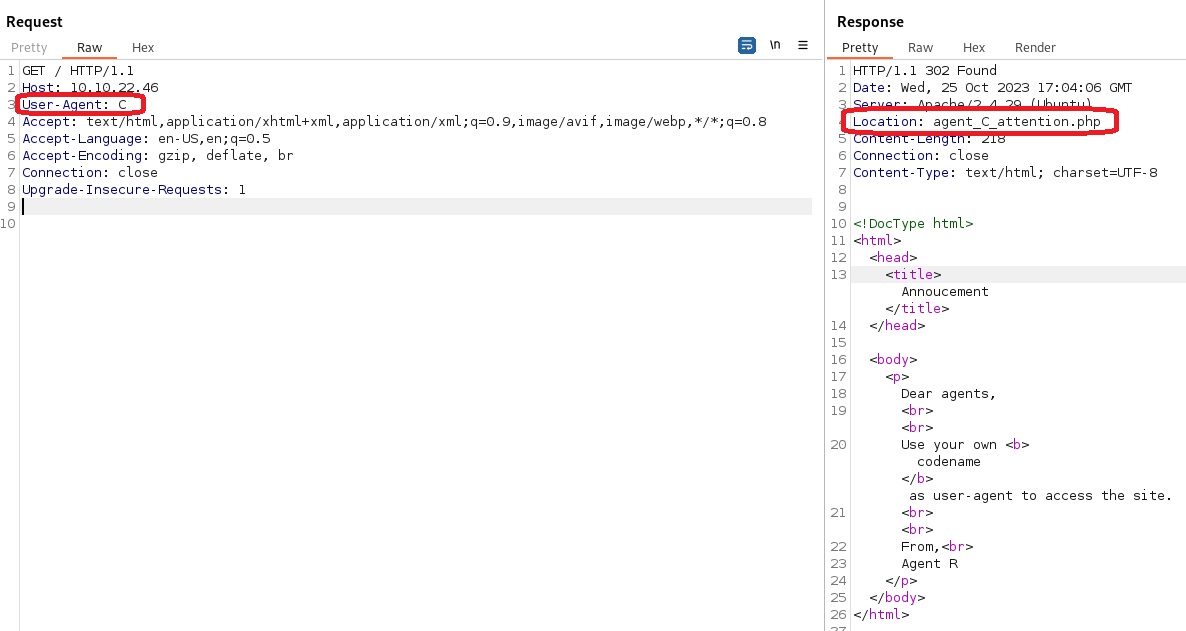 Request
Pretty Raw Hex
\n
1 GET / HTTP/1.1
2 Host: 10.10.22.46
3 User-Agent: C
4 Accept: text/html,application/xhtml+xml,application/xml;q=0.9,image/avif,image/webp,*/*;q=0.8
5 Accept-Language: en-US,en;q=0.5
6 Accept-Encoding: gzip, deflate, br
7 Connection: close
8 Upgrade-Insecure-Requests: 1
9
10
Response
Pretty Raw Hex Render
1 HTTP/1.1 302 Found
2 Date: Wed, 25 Oct 2023 17:04:06 GMT
3 Server: Apache/2.4.29 (Ubuntu)
4 Location: agent_C_attention.php
5 Content-Length: 218
6 Connection: close
7 Content-Type: text/html; charset=UTF-8
8
9
10 <!DocType html>
11 <html>
12 <head>
13 <title>
Annoucement
</title>
14 </head>
15
16 <body>
17 <p>
18 Dear agents,
19 <br>
<br>
20 Use your own <b>
codename
</b>
as user-agent to access the site.
21 <br>
<br>
22 From,<br>
23 Agent R
24 </p>
25 </body>
26 </html>
27